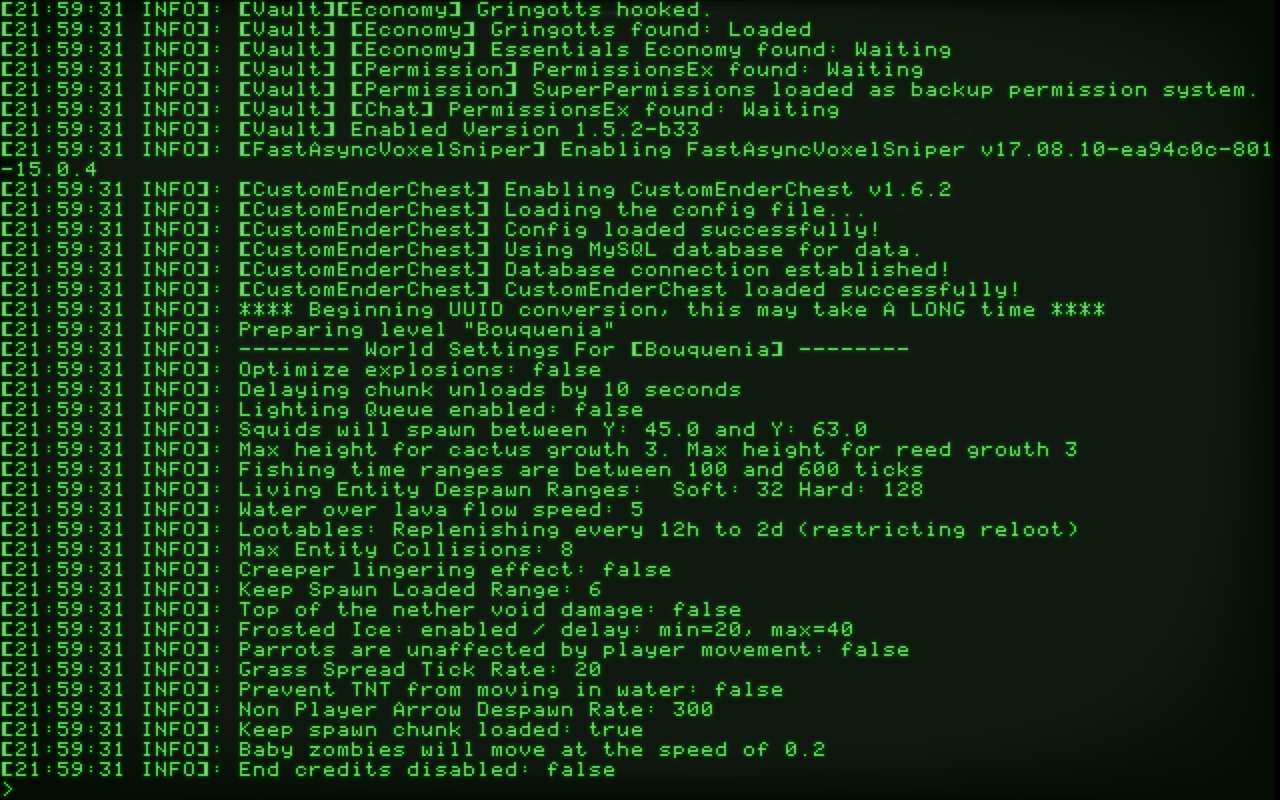 [21:59:31 INFO]: [Vault][Economy] Gringotts hooked.
[21:59:31 INFO]: [Vault] [Economy] Gringotts found: Loaded
[21:59:31 INFO]: [Vault] [Economy] Essentials Economy found: Waiting
[21:59:31 INFO]: [Vault] [Permission] PermissionsEx found: Waiting
[21:59:31 INFO]: [Vault] [Permission] SuperPermissions loaded as backup permission system.
[21:59:31 INFO]: [Vault] [Chat] PermissionsEx found: Waiting
[21:59:31 INFO]: [Vault] Enabled Version 1.5.2-b33
[21:59:31 INFO]: [FastAsyncVoxelSniper] Enabling FastAsyncVoxelSniper v17.08.10-ea94c0c-801
-15.0.4
[21:59:31 INFO]: [CustomEnderChest] Enabling CustomEnderChest v1.6.2
[21:59:31 INFO]: [CustomEnderChest] Loading the config file...
[21:59:31 INFO]: [CustomEnderChest] Config loaded successfully!
[21:59:31 INFO]: [CustomEnderChest] Using MySQL database for data.
[21:59:31 INFO]: [CustomEnderChest] Database connection established!
[21:59:31 INFO]: [CustomEnderChest] CustomEnderChest loaded successfully!
[21:59:31 INFO]: **** Beginning UUID conversion, this may take A LONG time ****
[21:59:31 INFO]: Preparing level "Bouquenia"
[21:59:31 INFO]: -------- World Settings For [Bouquenia] --------
[21:59:31 INFO]: Optimize explosions: false
[21:59:31 INFO]: Delaying chunk unloads by 10 seconds
[21:59:31 INFO]: Lighting Queue enabled: false
[21:59:31 INFO]: Squids will spawn between Y: 45.0 and Y: 63.0
[21:59:31 INFO]: Max height for cactus growth 3. Max height for reed growth 3
[21:59:31 INFO]: Fishing time ranges are between 100 and 600 ticks
[21:59:31 INFO]: Living Entity Despawn Ranges:  Soft: 32 Hard: 128
[21:59:31 INFO]: Water over lava flow speed: 5
[21:59:31 INFO]: Lootables: Replenishing every 12h to 2d (restricting reloot)
[21:59:31 INFO]: Max Entity Collisions: 8
[21:59:31 INFO]: Creeper lingering effect: false
[21:59:31 INFO]: Keep Spawn Loaded Range: 6
[21:59:31 INFO]: Top of the nether void damage: false
[21:59:31 INFO]: Frosted Ice: enabled / delay: min=20, max=40
[21:59:31 INFO]: Parrots are unaffected by player movement: false
[21:59:31 INFO]: Grass Spread Tick Rate: 20
[21:59:31 INFO]: Prevent TNT from moving in water: false
[21:59:31 INFO]: Non Player Arrow Despawn Rate: 300
[21:59:31 INFO]: Keep spawn chunk loaded: true
[21:59:31 INFO]: Baby zombies will move at the speed of 0.2
[21:59:31 INFO]: End credits disabled: false
>